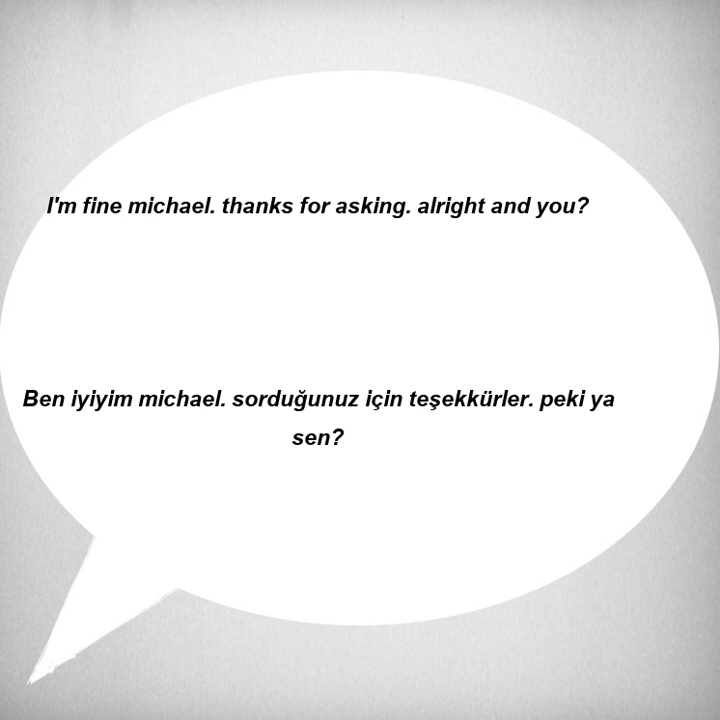 I'm fine michael. thanks for asking. alright and you?
Ben iyiyim michael. sorduğunuz için teşekkürler. peki ya
sen?